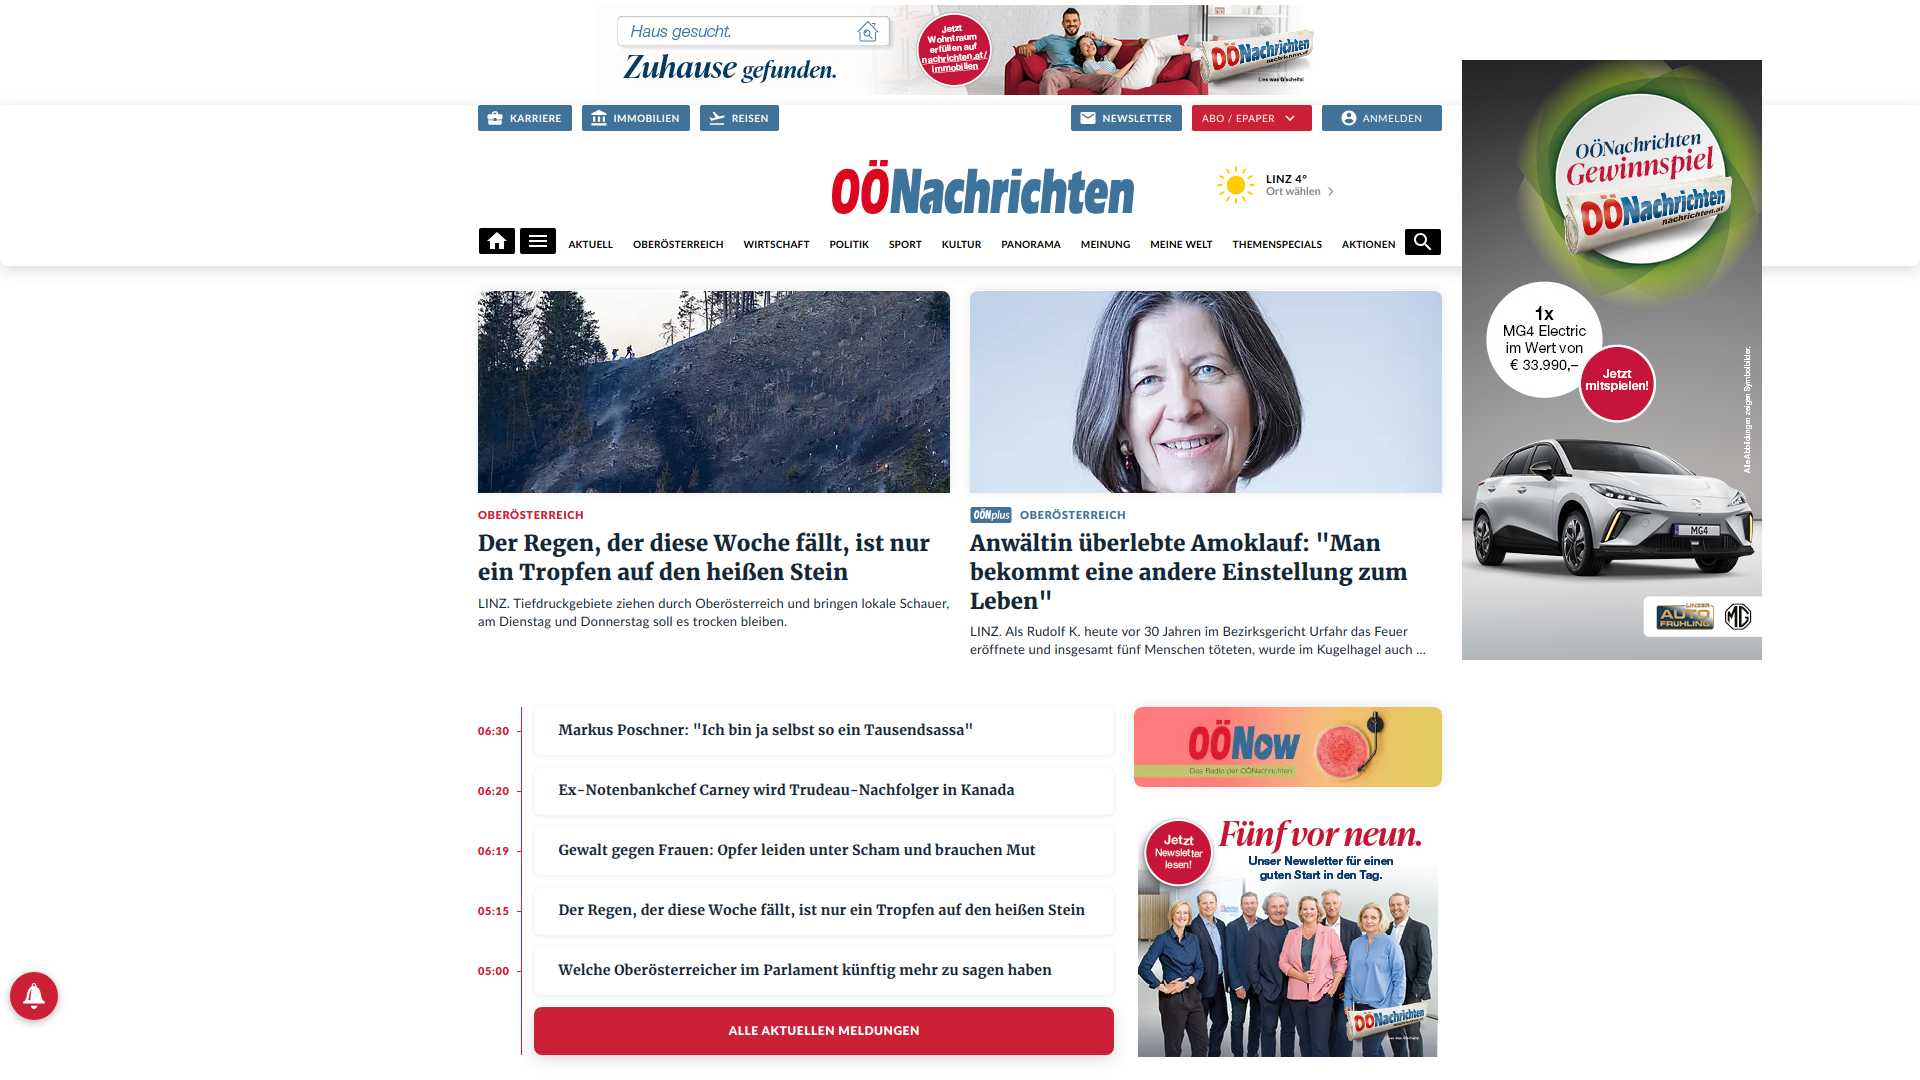 Haus gesucht.
Zuhause gefunden.
Jetzt
Wohntraum
erfüllen auf
nachrichten.at/
immobilien
OÖNachrichten
nachrichten.at
Lies was G'scheits!
KARRIERE
IMMOBILIEN
REISEN
NEWSLETTER
ABO / EPAPER
ANMELDEN
OÖNachrichten
LINZ 4°
Ort wählen
AKTUELL
OBERÖSTERREICH
WIRTSCHAFT
POLITIK
SPORT
KULTUR
PANORAMA
MEINUNG
MEINE WELT
THEMENSPECIALS
AKTIONEN
OBERÖSTERREICH
Der Regen, der diese Woche fällt, ist nur
ein Tropfen auf den heißen Stein
LINZ. Tiefdruckgebiete ziehen durch Oberösterreich und bringen lokale Schauer,
am Dienstag und Donnerstag soll es trocken bleiben.
OÖNplus OBERÖSTERREICH
Anwältin überlebte Amoklauf: "Man
bekommt eine andere Einstellung zum
Leben"
LINZ. Als Rudolf K. heute vor 30 Jahren im Bezirksgericht Urfahr das Feuer
eröffnete und insgesamt fünf Menschen töteten, wurde im Kugelhagel auch ...
OÖNachrichten
Gewinnspiel
OÖNachrichten
nachrichten.at
1x
MG4 Electric
im Wert von
€ 33.990,–
Jetzt
mitspielen!
Alle Abbildungen zeigen Symbolbilder.
MG4
LINZER
AUTO
FRÜHLING
MG
06:30 Markus Poschner: "Ich bin ja selbst so ein Tausendsassa"
06:20 Ex-Notenbankchef Carney wird Trudeau-Nachfolger in Kanada
06:19 Gewalt gegen Frauen: Opfer leiden unter Scham und brauchen Mut
05:15 Der Regen, der diese Woche fällt, ist nur ein Tropfen auf den heißen Stein
05:00 Welche Oberösterreicher im Parlament künftig mehr zu sagen haben
ALLE AKTUELLEN MELDUNGEN
OÖNow
Das Radio der OÖNachrichten
Jetzt
Newsletter
lesen!
Fünf vor neun.
Unser Newsletter für einen
guten Start in den Tag.
OÖNachrichten